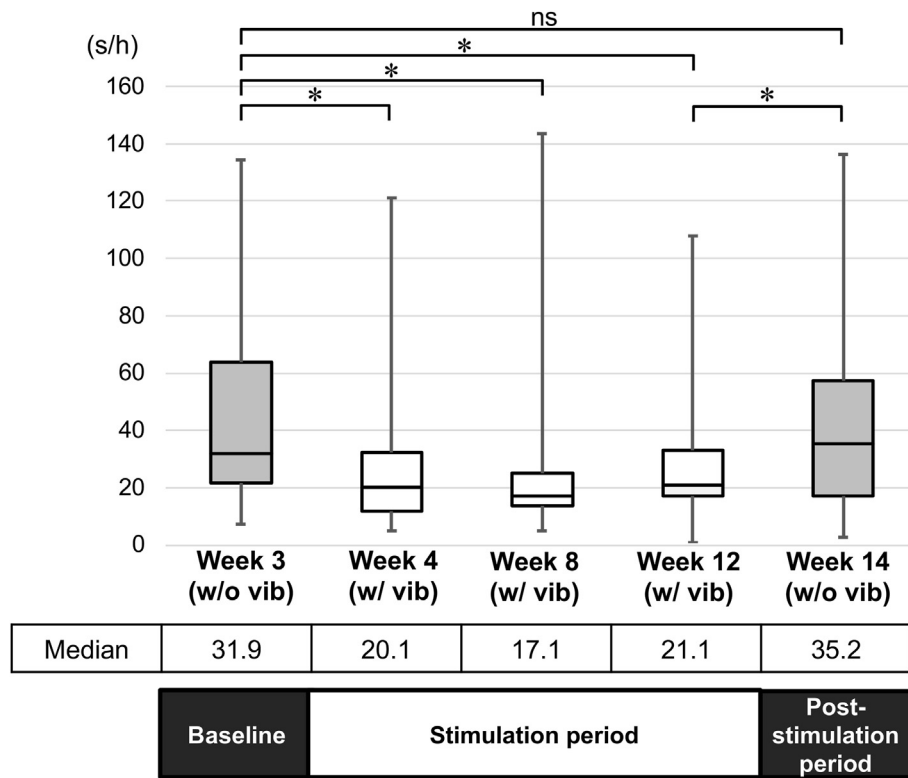 ns
(s/h)
*
*
*
*
160
140
120
100
80
60
40
20
0
Week 3 Week 4 Week 8 Week 12 Week 14
(w/o vib) (w/ vib) (w/ vib) (w/ vib) (w/o vib)
Median 31.9 20.1 17.1 21.1 35.2
Baseline
Stimulation period
Post-
stimulation
period